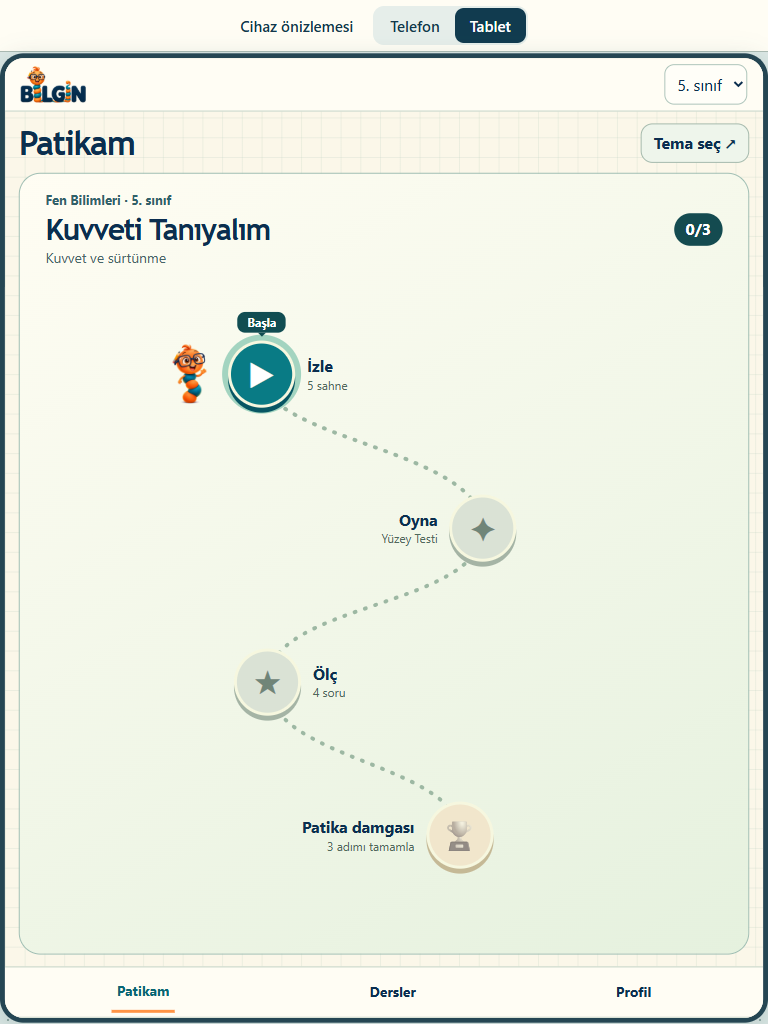 Cihaz önizlemesi
Telefon
Tablet
BİLGİN
5. sınıf
Patikam
Tema seç ↗
Fen Bilimleri · 5. sınıf
Kuvveti Tanıyalım
0/3
Kuvvet ve sürtünme
Başla
İzle
5 sahne
Oyna
Yüzey Testi
Ölç
4 soru
Patika damgası
3 adımı tamamla
Patikam
Dersler
Profil